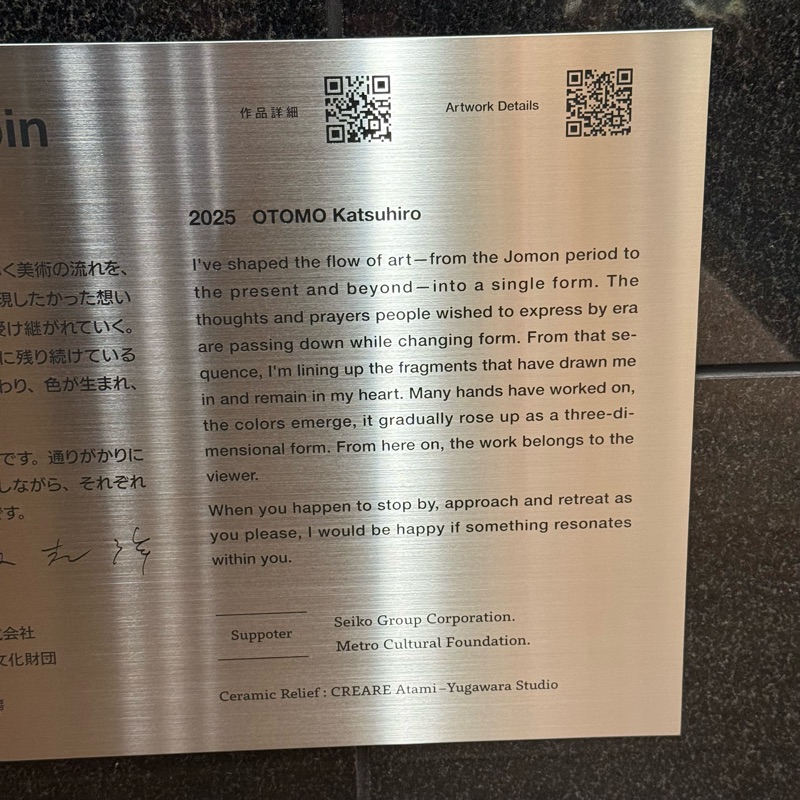 in
作品詳細
Artwork Details
2025 OTOMO Katsuhiro
く美術の流れを、
現したかった想い
受け継がれていく。
に残り続けている
わり、色が生まれ、
です。通りがかりに
しながら、それぞれ
です。
I've shaped the flow of art—from the Jomon period to
the present and beyond—into a single form. The
thoughts and prayers people wished to express by era
are passing down while changing form. From that se-
quence, I'm lining up the fragments that have drawn me
in and remain in my heart. Many hands have worked on,
the colors emerge, it gradually rose up as a three-di-
mensional form. From here on, the work belongs to the
viewer.
When you happen to stop by, approach and retreat as
you please, I would be happy if something resonates
within you.
会社
文化財団
Suppoter
Seiko Group Corporation.
Metro Cultural Foundation.
Ceramic Relief : CREARE Atami–Yugawara Studio